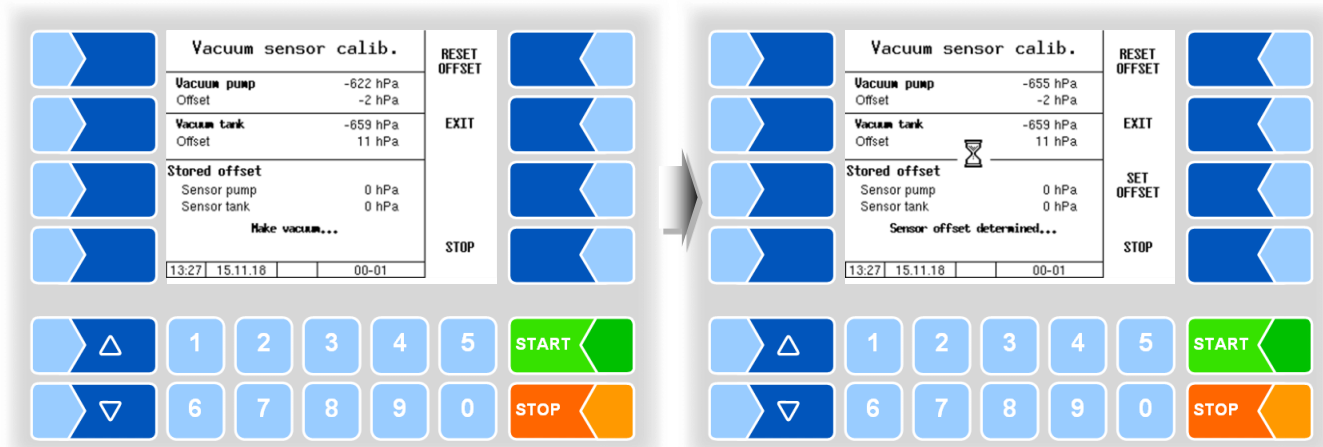 Vacuum sensor calib.
RESET
OFFSET
Vacuum pump -622 hPa
Offset -2 hPa
Vacuum tank -659 hPa
EXIT
Offset 11 hPa
Stored offset
Sensor pump 0 hPa
Sensor tank 0 hPa
Make vacuum...
STOP
13:27 15.11.18 00-01
1 2 3 4 5 START
6 7 8 9 0 STOP
Vacuum sensor calib.
RESET
OFFSET
Vacuum pump -655 hPa
Offset -2 hPa
Vacuum tank -659 hPa
EXIT
Offset 11 hPa
Stored offset
SET
OFFSET
Sensor pump 0 hPa
Sensor tank 0 hPa
Sensor offset determined...
STOP
13:27 15.11.18 00-01
1 2 3 4 5 START
6 7 8 9 0 STOP